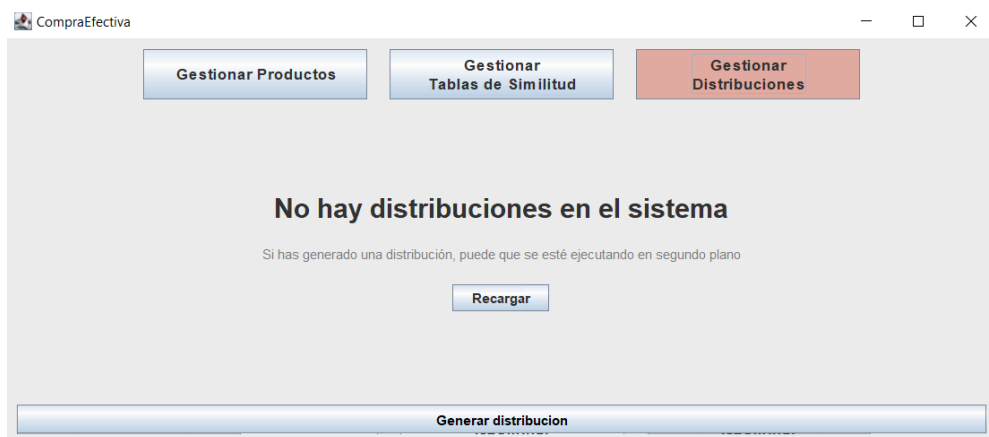 CompraEfectiva
Gestionar Productos
Gestionar
Tablas de Similitud
Gestionar
Distribuciones
No hay distribuciones en el sistema
Si has generado una distribución, puede que se esté ejecutando en segundo plano
Recargar
Generar distribucion